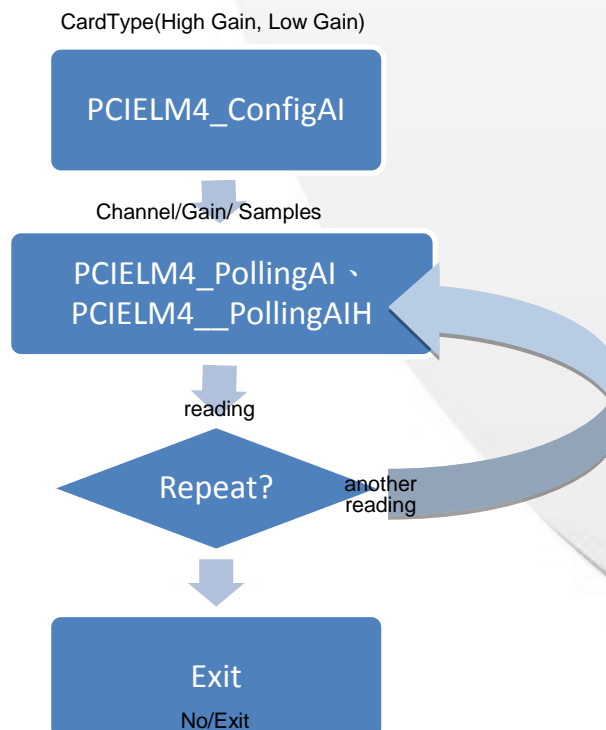 CardType(High Gain, Low Gain)
PCIELM4_ConfigAI
Channel/Gain/ Samples
PCIELM4_PollingAI、
PCIELM4__PollingAIH
reading
Repeat?
another
reading
Exit
No/Exit